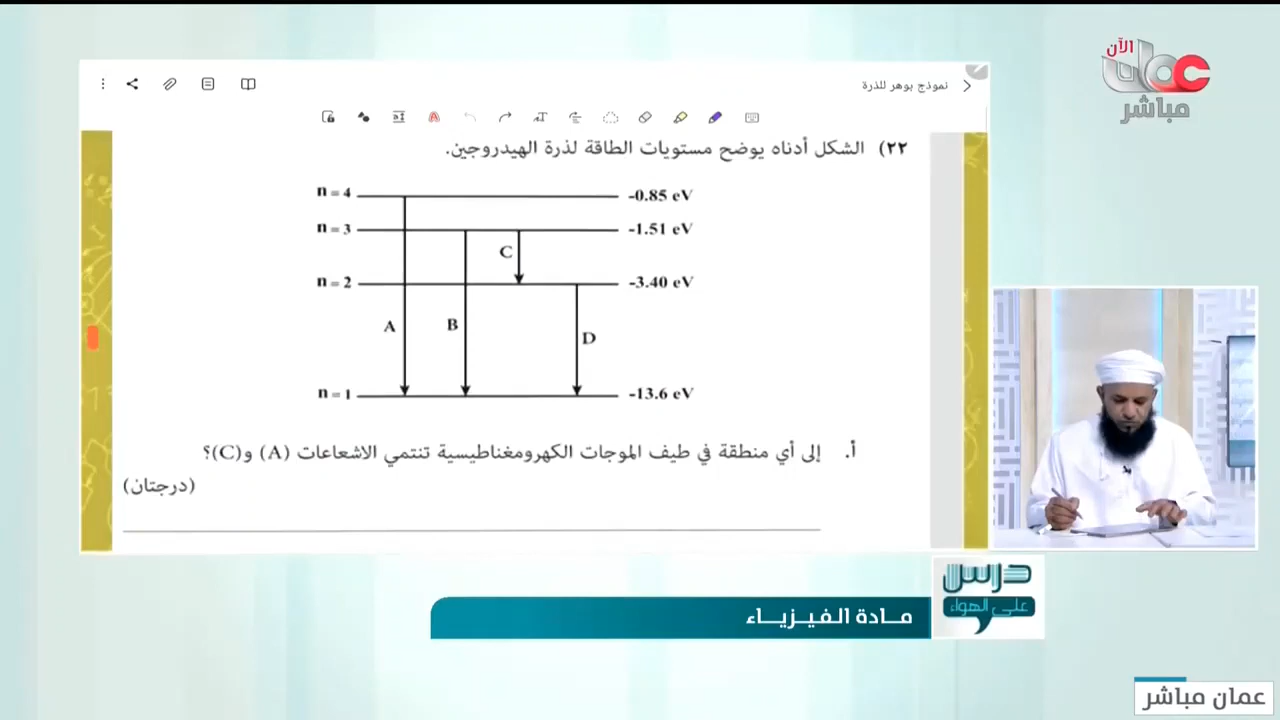 الآن
عمان
مباشر
نموذج بوهر للذرة
٢٢) الشكل أدناه يوضح مستويات الطاقة لذرة الهيدروجين.
n = 4 -0.85 eV
n = 3 -1.51 eV
C
n = 2 -3.40 eV
A B D
n = 1 -13.6 eV
أ. إلى أي منطقة في طيف الموجات الكهرومغناطيسية تنتمي الاشعاعات (A) و(C)؟
(درجتان)
درس
على الهواء
مـادة الـفـيـزيـاء
عمان مباشر